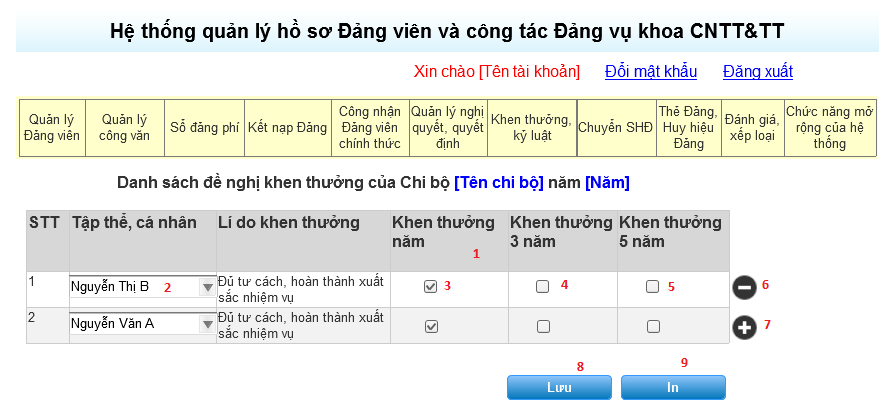 Hệ thống quản lý hồ sơ Đảng viên và công tác Đảng vụ khoa CNTT&TT
Xin chào [Tên tài khoản] Đổi mật khẩu Đăng xuất
Quản lý Đảng viên
Quản lý công văn
Sổ đảng phí
Kết nạp Đảng
Công nhận Đảng viên chính thức
Quản lý nghị quyết, quyết định
Khen thưởng, kỷ luật
Chuyển SHĐ
Thẻ Đảng, Huy hiệu Đảng
Đánh giá, xếp loại
Chức năng mở rộng của hệ thống
Danh sách đề nghị khen thưởng của Chi bộ [Tên chi bộ] năm [Năm]
STT
Tập thể, cá nhân
Lí do khen thưởng
Khen thưởng năm
1
Khen thưởng 3 năm
Khen thưởng 5 năm
1
Nguyễn Thị B
2
Đủ tư cách, hoàn thành xuất
sắc nhiệm vụ
3
4
5
6
2
Nguyễn Văn A
Đủ tư cách, hoàn thành xuất
sắc nhiệm vụ
7
8
9
Lưu
In